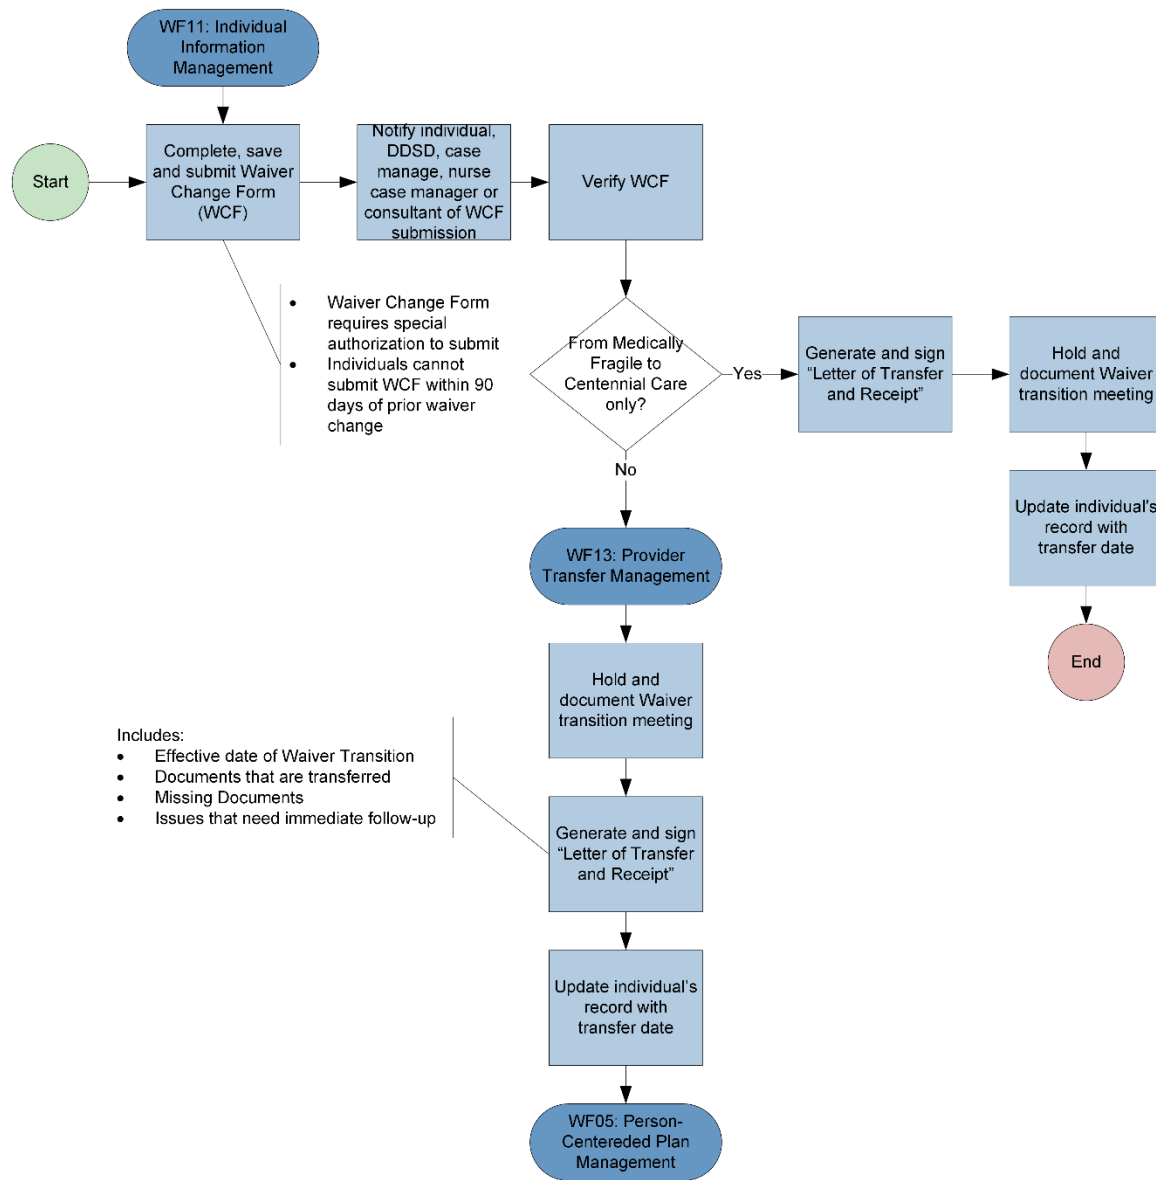 WF11: Individual
Information
Management
Start
Complete, save
and submit Waiver
Change Form
(WCF)
Notify individual,
DDSD, case
manage, nurse
case manager or
consultant of WCF
submission
Verify WCF
• Waiver Change Form
requires special
authorization to submit
• Individuals cannot
submit WCF within 90
days of prior waiver
change
From Medically
Fragile to
Centennial Care
only?
Yes
Generate and sign
“Letter of Transfer
and Receipt”
Hold and
document Waiver
transition meeting
Update individual’s
record with
transfer date
End
No
WF13: Provider
Transfer Management
Hold and
document Waiver
transition meeting
Includes:
• Effective date of Waiver Transition
• Documents that are transferred
• Missing Documents
• Issues that need immediate follow-up
Generate and sign
“Letter of Transfer
and Receipt”
Update individual’s
record with
transfer date
WF05: Person-
Centereded Plan
Management